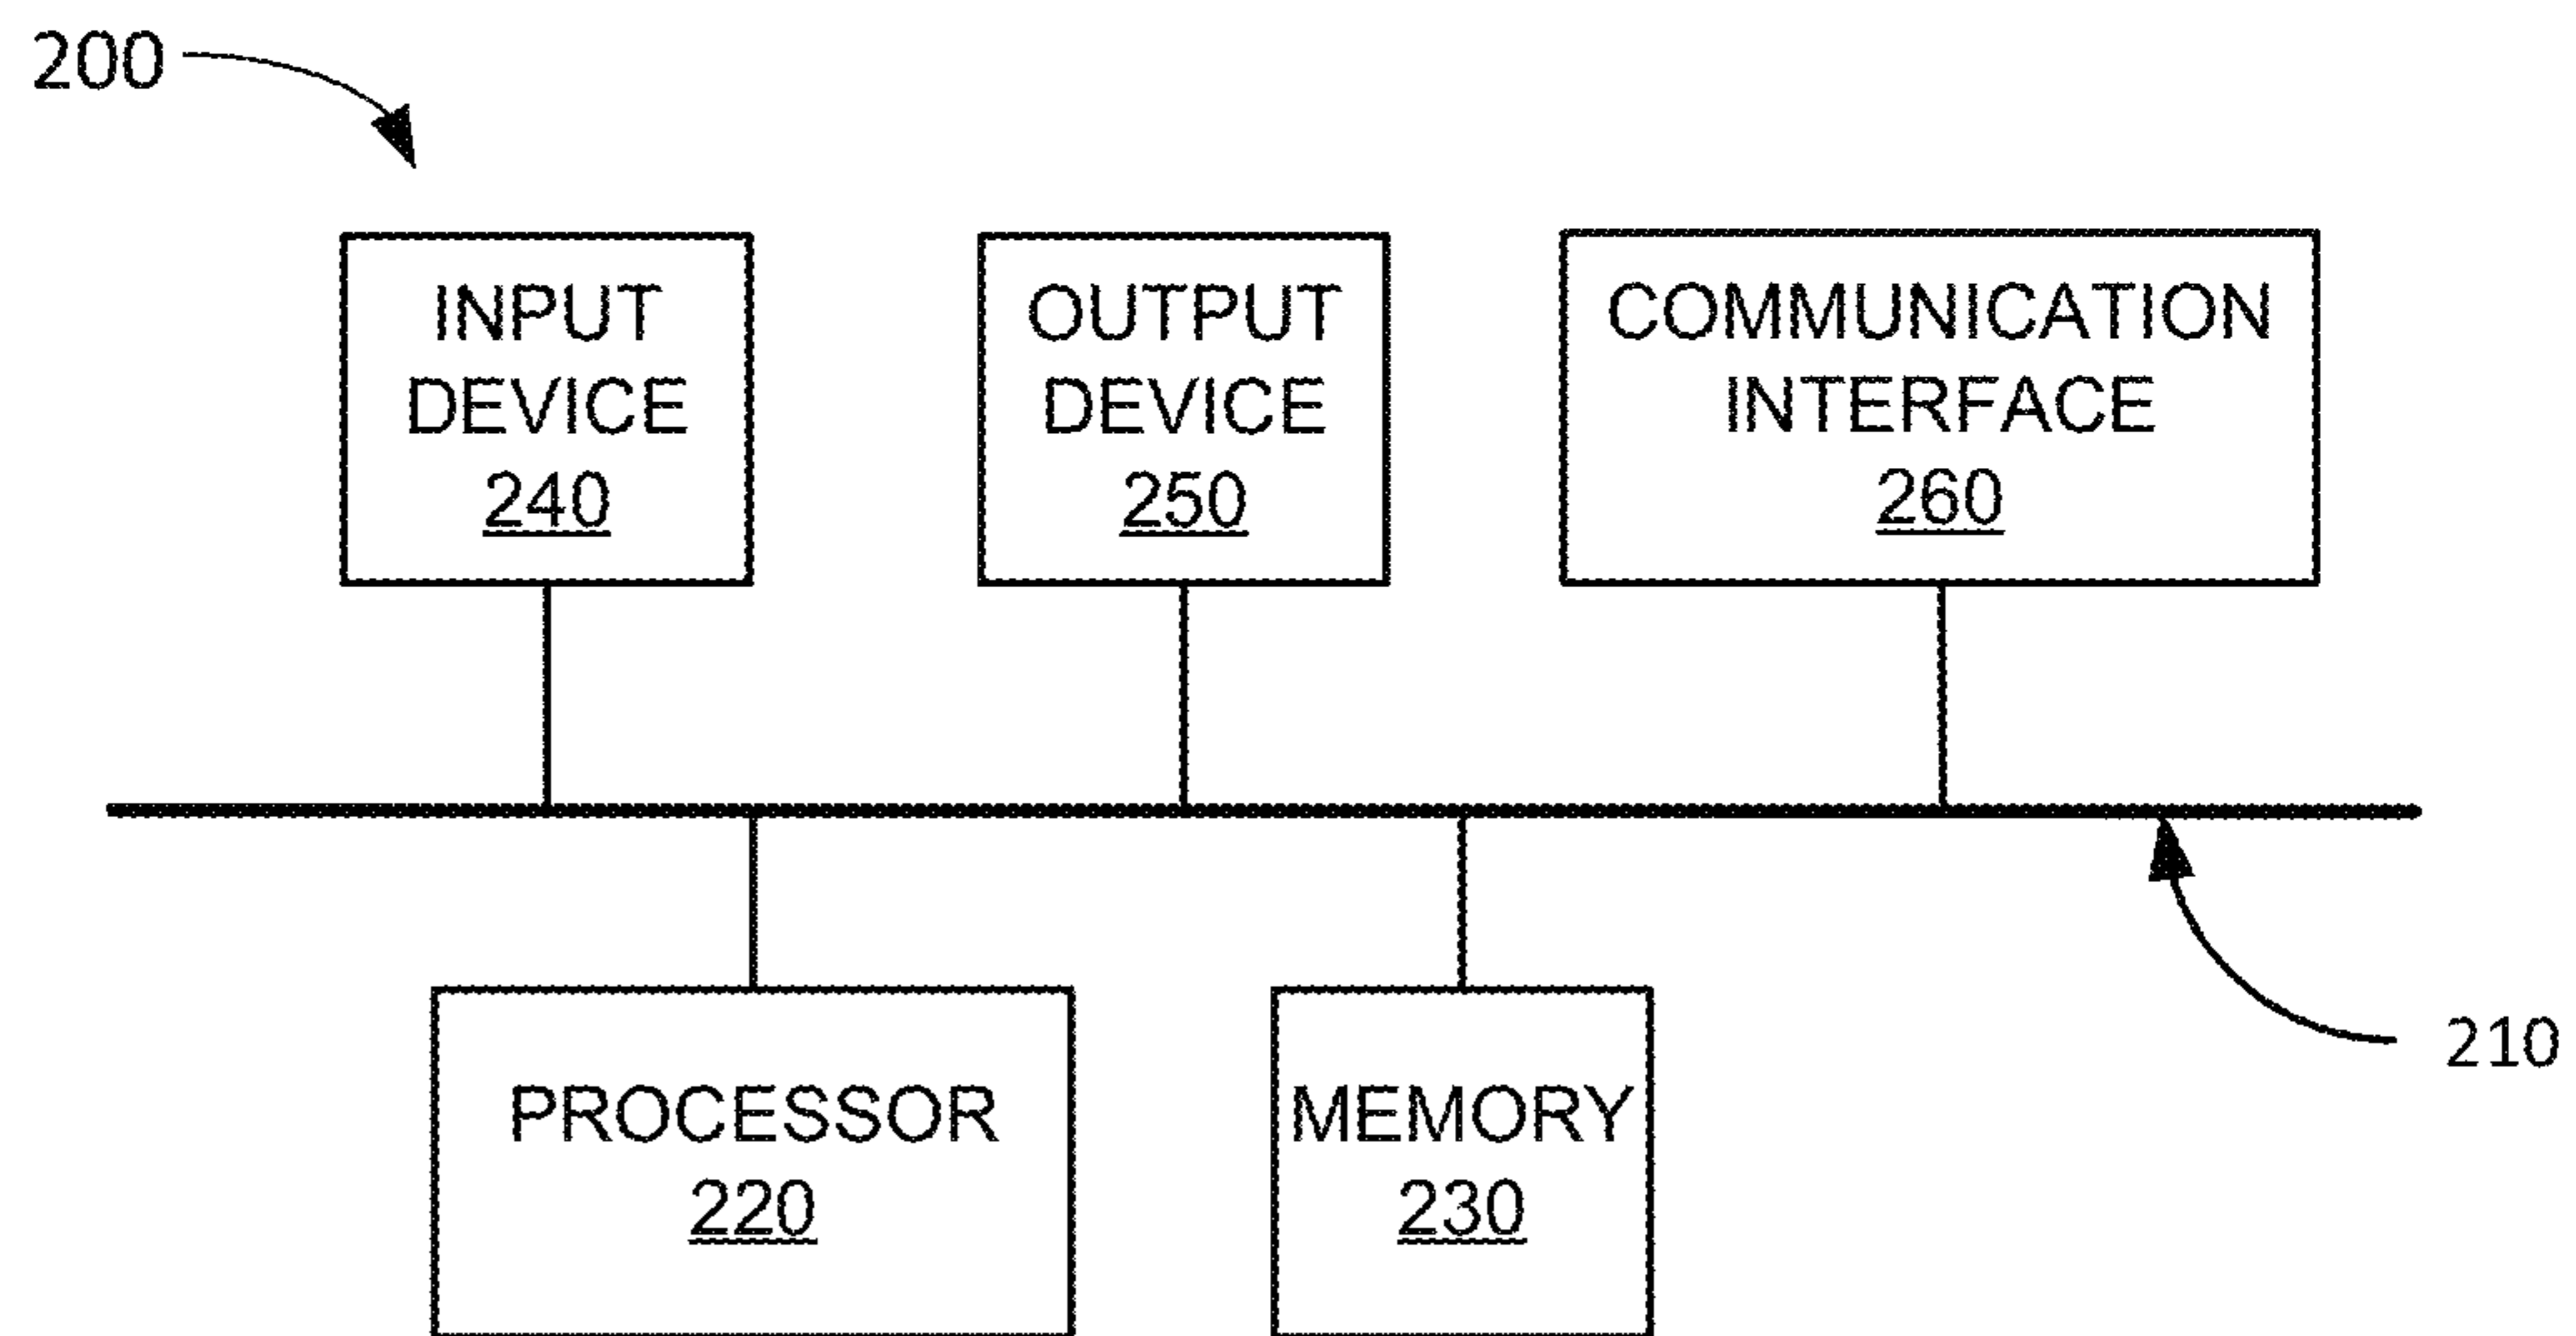 200
INPUT
DEVICE
240
OUTPUT
DEVICE
250
COMMUNICATION
INTERFACE
260
PROCESSOR
220
MEMORY
230
210